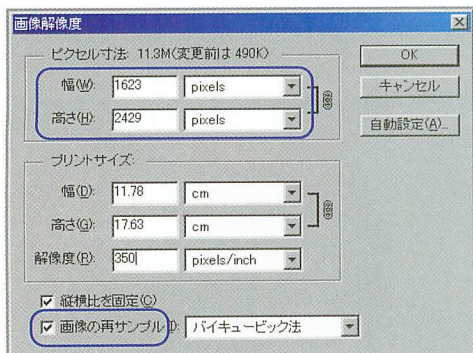 画像解像度
ピクセル寸法: 11.3M(変更前は 490K)
幅(W): 1623 pixels
高さ(H): 2429 pixels
プリントサイズ:
幅(D): 11.78 cm
高さ(G): 17.63 cm
解像度(R): 350 pixels/inch
縦横比を固定(C)
画像の再サンプル I): バイキュービック法
OK
キャンセル
自動設定(A)...